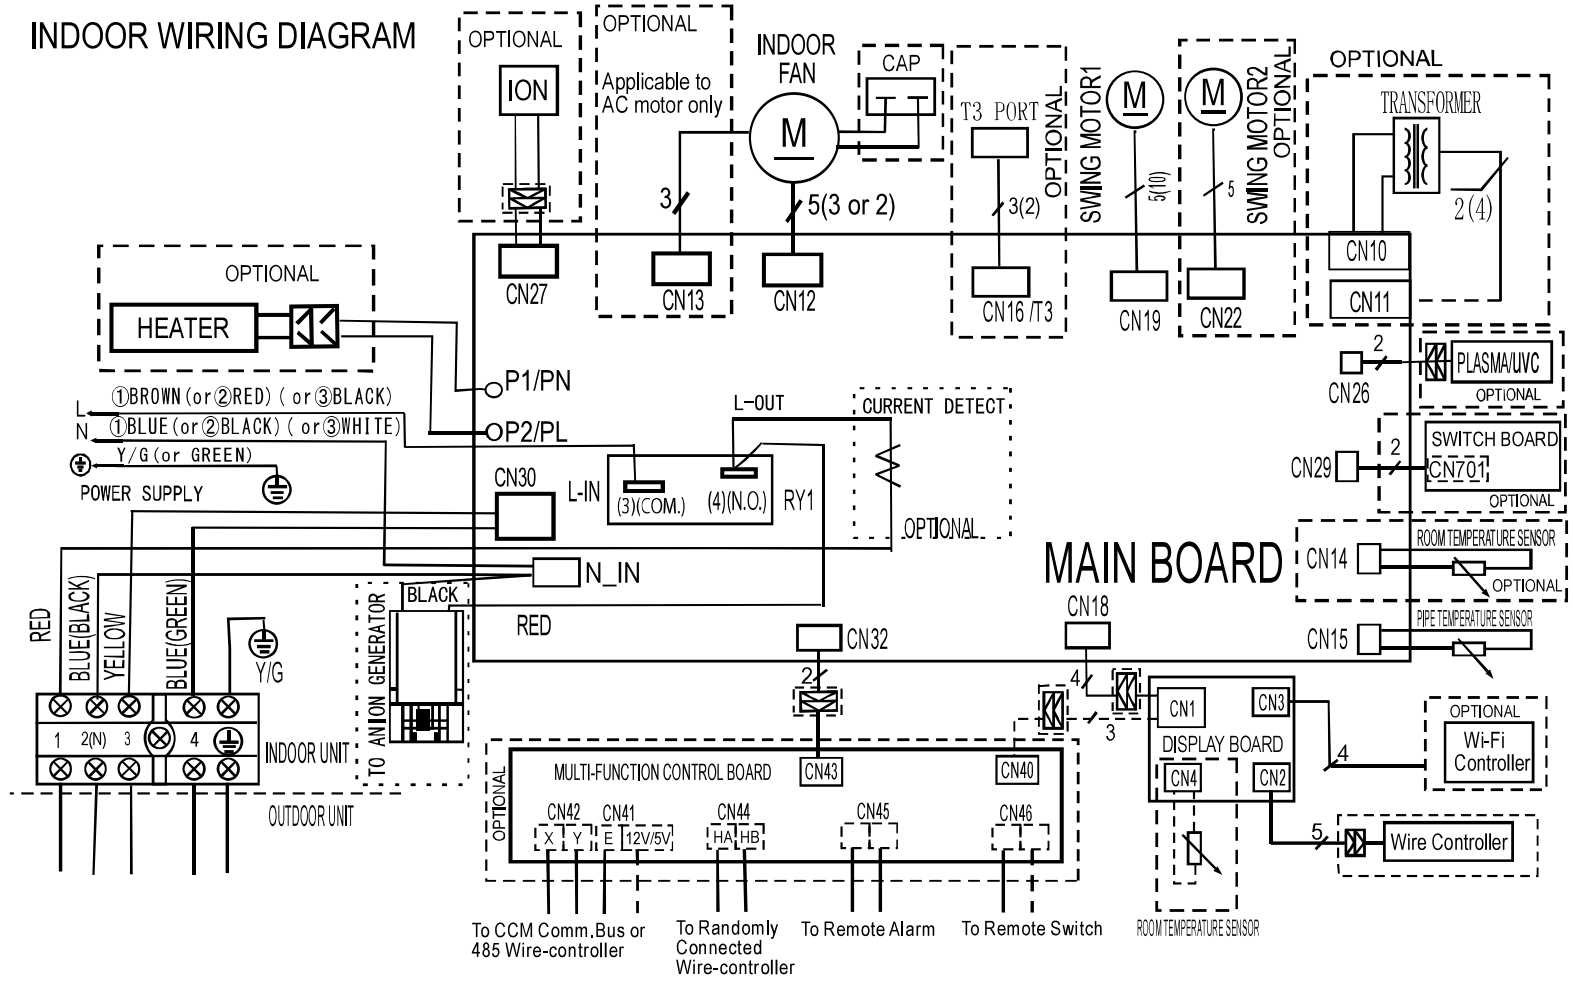 INDOOR WIRING DIAGRAM
OPTIONAL
ION
CN27
OPTIONAL
Applicable to
AC motor only
3
CN13
INDOOR
FAN
M
5(3 or 2)
CN12
CAP
T3 PORT
OPTIONAL
3(2)
CN16 /T3
SWING MOTOR1
M
5(10)
CN19
SWING MOTOR2
OPTIONAL
M
5
CN22
OPTIONAL
TRANSFORMER
2(4)
CN10
CN11
OPTIONAL
HEATER
P1/PN
P2/PL
①BROWN(or②RED)( or③BLACK)
L
①BLUE(or②BLACK)( or③WHITE)
N
Y/G(or GREEN)
POWER SUPPLY
CN30
L-IN
(3)(COM.)
(4)(N.O.)
RY1
L-OUT
CURRENT DETECT
OPTIONAL
N_IN
MAIN BOARD
2
CN26
PLASMA/UVC
OPTIONAL
CN29
2
SWITCH BOARD
CN701
OPTIONAL
CN14
ROOM TEMPERATURE SENSOR
OPTIONAL
CN15
PIPE TEMPERATURE SENSOR
RED
BLUE(BLACK)
YELLOW
BLUE(GREEN)
Y/G
1
2(N)
3
4
INDOOR UNIT
OUTDOOR UNIT
TO ANION GENERATOR
BLACK
RED
CN32
2
CN18
4
3
CN1
CN3
DISPLAY BOARD
CN4
CN2
ROOM TEMPERATURE SENSOR
4
OPTIONAL
Wi-Fi
Controller
5
Wire Controller
OPTIONAL
MULTI-FUNCTION CONTROL BOARD
CN43
CN40
CN42
X
Y
CN41
E
12V/5V
CN44
HA
HB
CN45
CN46
To CCM Comm.Bus or
485 Wire-controller
To Randomly
Connected
Wire-controller
To Remote Alarm
To Remote Switch